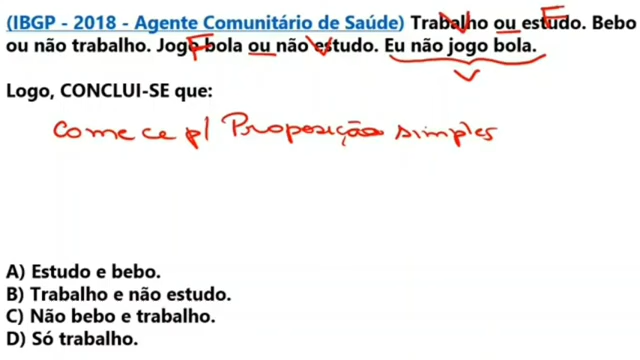 (IBGP - 2018 - Agente Comunitário de Saúde) Trabalho ou estudo. Bebo
ou não trabalho. Jogo bola ou não estudo. Eu não jogo bola.
V F
F V V
Logo, CONCLUI-SE que:
Comece p/ Proposição simples
A) Estudo e bebo.
B) Trabalho e não estudo.
C) Não bebo e trabalho.
D) Só trabalho.